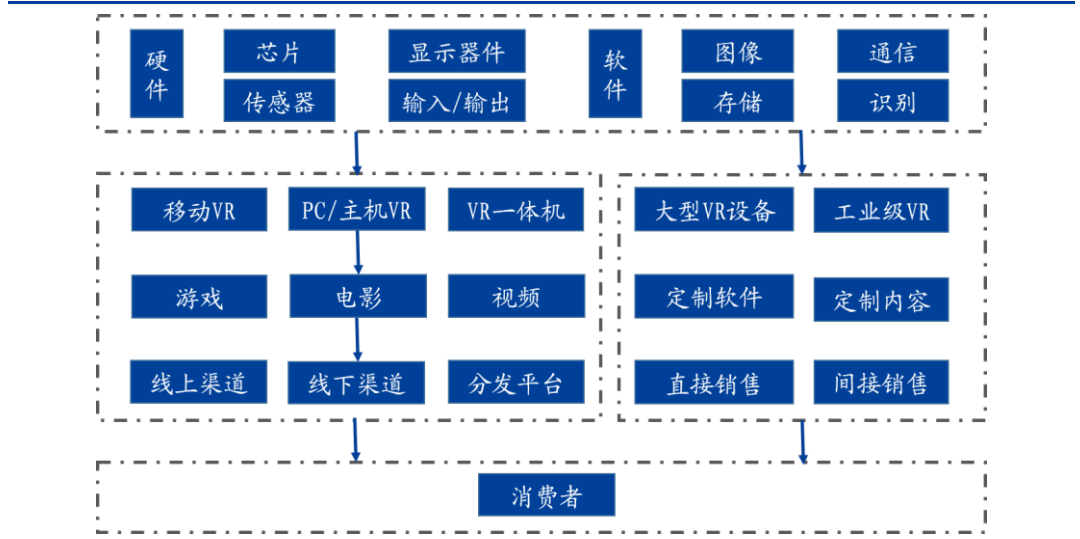 硬件
芯片
显示器件
软件
图像
通信
传感器
输入/输出
存储
识别
移动VR
PC/主机VR
VR一体机
大型VR设备
工业级VR
游戏
电影
视频
定制软件
定制内容
线上渠道
线下渠道
分发平台
直接销售
间接销售
消费者